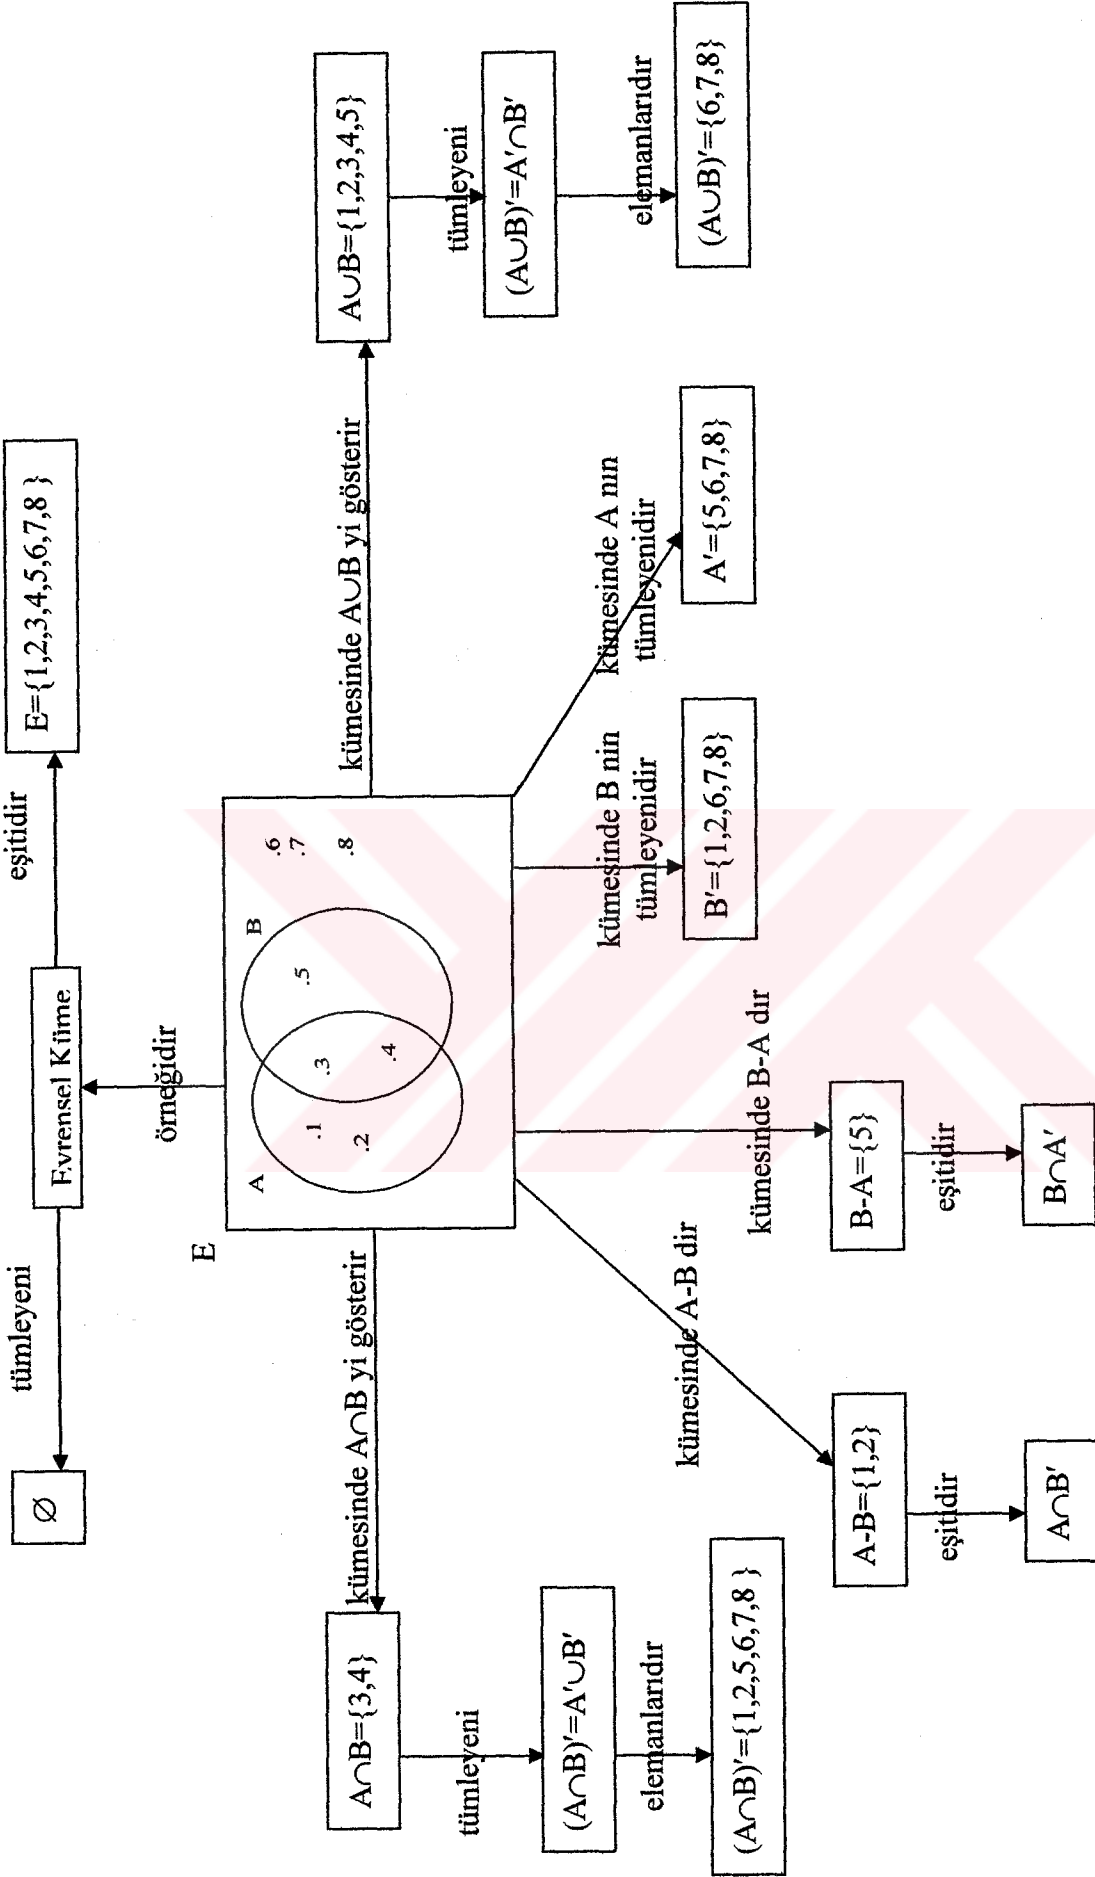 Ø
tümleyeni
Evrensel Küme
eşitidir
E={1,2,3,4,5,6,7,8 }
örneğidir
E
A
B
.1
.2
.3
.4
.5
.6
.7
.8
kümesinde A∩B yi gösterir
A∩B={3,4}
tümleyeni
(A∩B)′=A′∪B′
elemanlarıdır
(A∩B)′={1,2,5,6,7,8 }
kümesinde A-B dir
A-B={1,2}
eşitidir
A∩B′
kümesinde B-A dır
B-A={5}
eşitidir
B∩A′
kümesinde B nin
tümleyenidir
B′={1,2,6,7,8}
kümesinde A nın
tümleyenidir
A′={5,6,7,8}
kümesinde A∪B yi gösterir
A∪B={1,2,3,4,5}
tümleyeni
(A∪B)′=A′∩B′
elemanlarıdır
(A∪B)′={6,7,8}